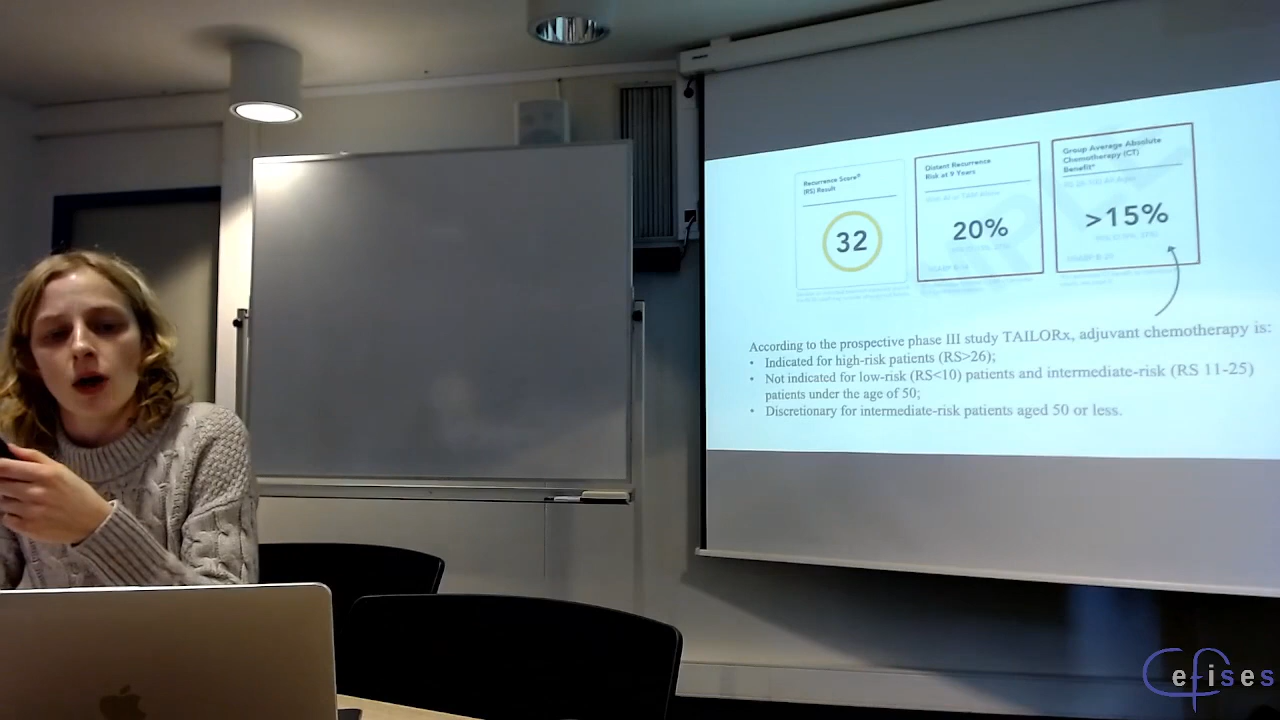 Recurrence Score®
(RS) Result
32
Distant Recurrence
Risk at 9 Years
20%
Group Average Absolute
Chemotherapy (CT)
Benefit*
>15%
According to the prospective phase III study TAILORx, adjuvant chemotherapy is:
• Indicated for high-risk patients (RS>26);
• Not indicated for low-risk (RS<10) patients and intermediate-risk (RS 11-25)
patients under the age of 50;
• Discretionary for intermediate-risk patients aged 50 or less.
Cefises